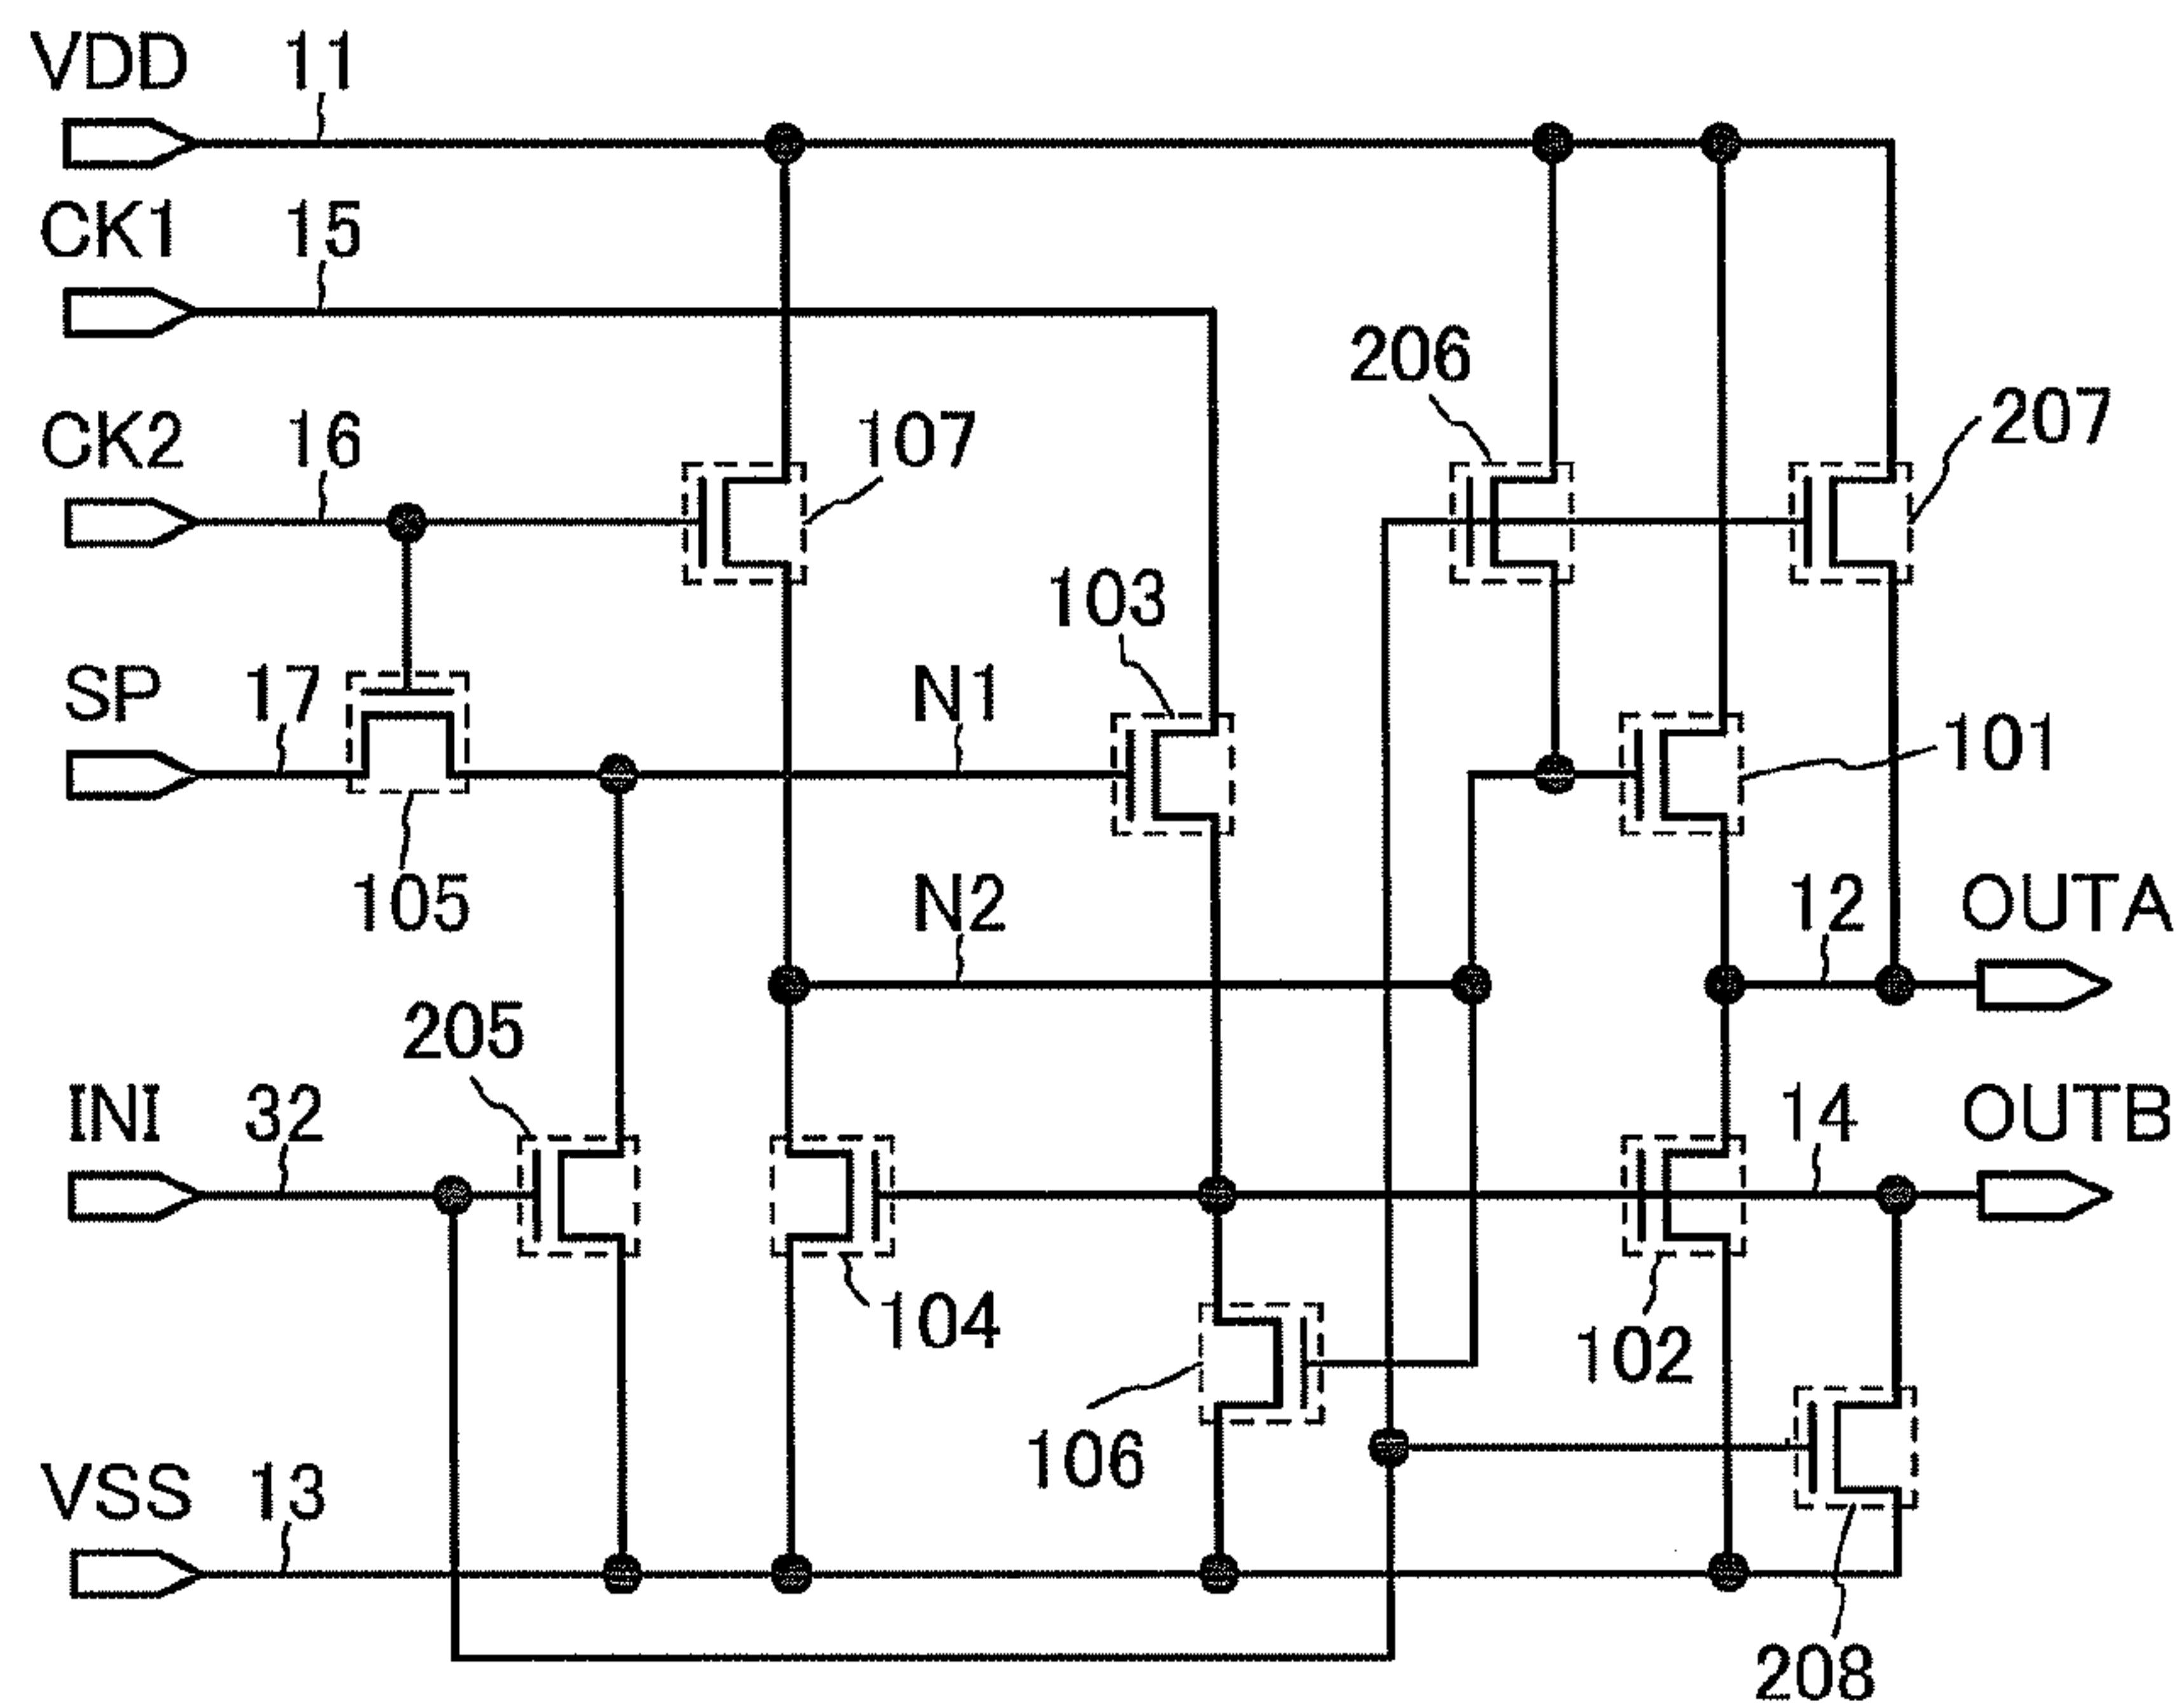 VDD 11
CK1 15
206
207
CK2 16 107
103
SP 17 N1
101
105 N2 12 OUTA
205
INI 32 14 OUTB
104
102
106
VSS 13
208